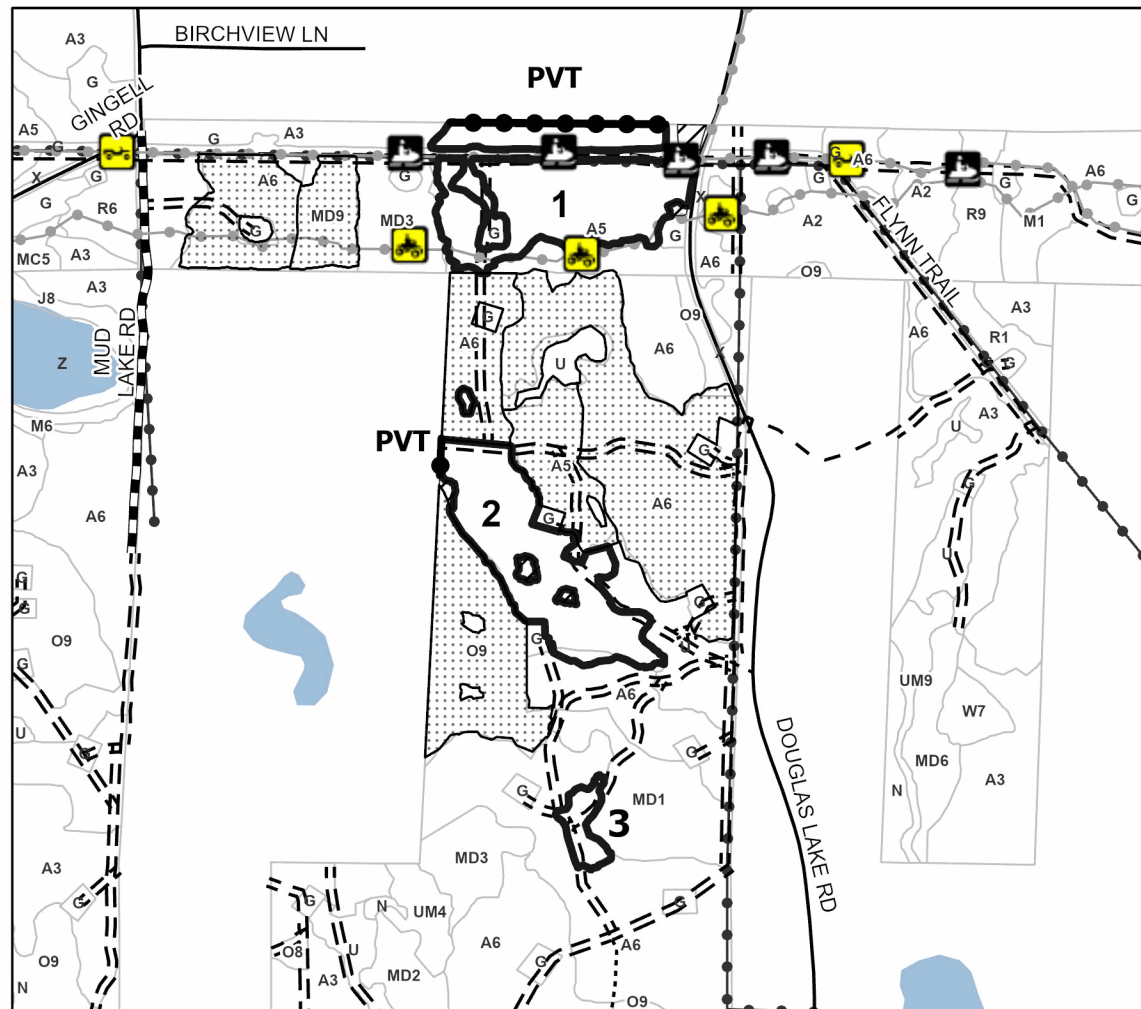 BIRCHVIEW LN
A3
G
PVT
GINGELL
RD
A5
G
G
A3
G
A6
G
A6
X
G
G
A6
G
A2
G
A6
G
R6
MD9
MD3
1
X
A5
G
G
A2
R9
M1
G
FLYNN TRAIL
MC5
A3
G
A6
O9
J8
A3
G
O9
A6
A3
R1
G
Z
MUD
LAKE RD
A6
U
A6
X
M6
A3
U
PVT
G
A3
A5
2
A6
G
A6
G
U
G
G
O9
G
G
U
G
O9
A6
UM9
W7
U
G
G
DOUGLAS LAKE RD
MD6
A3
G
MD1
N
3
A3
MD3
G
G
N
UM4
G
U
A6
A6
O9
O8
A3
MD2
G
N
O9